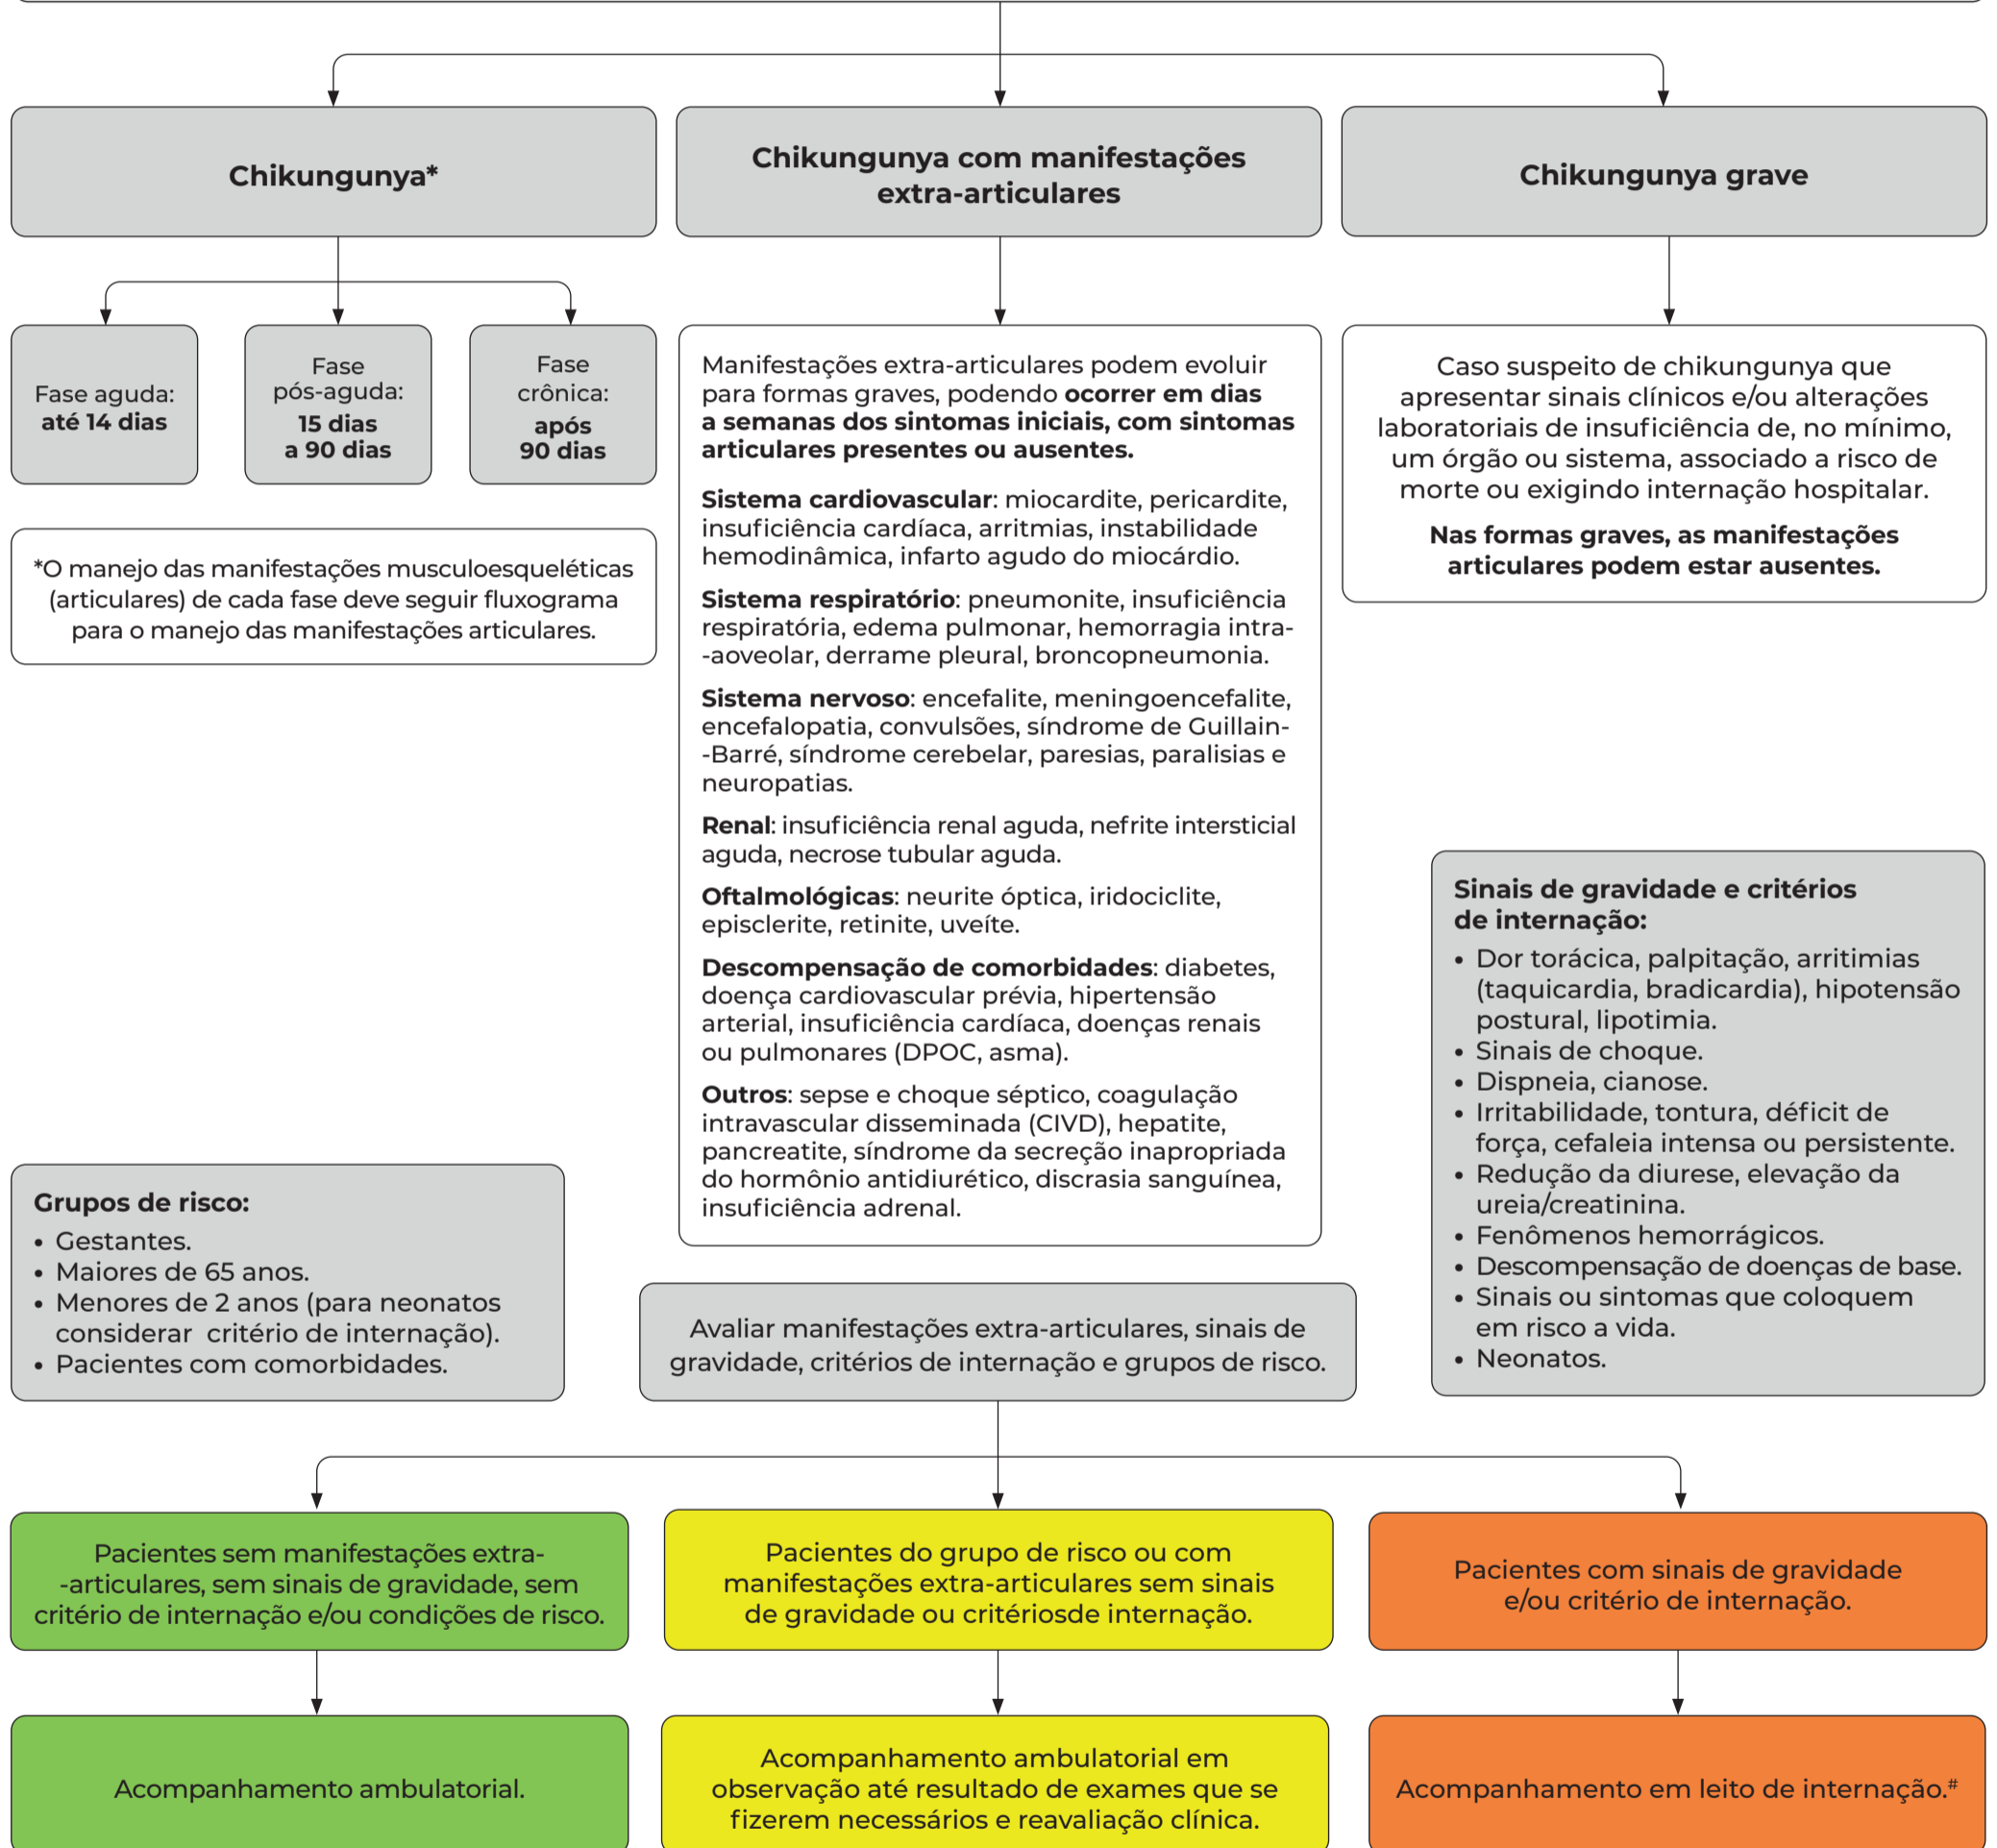 Chikungunya*
Chikungunya com manifestações
extra-articulares
Chikungunya grave
Fase aguda:
até 14 dias
Fase
pós-aguda:
15 dias
a 90 dias
Fase
crônica:
após
90 dias
*O manejo das manifestações musculoesqueléticas
(articulares) de cada fase deve seguir fluxograma
para o manejo das manifestações articulares.
Manifestações extra-articulares podem evoluir
para formas graves, podendo ocorrer em dias
a semanas dos sintomas iniciais, com sintomas
articulares presentes ou ausentes.
Sistema cardiovascular: miocardite, pericardite,
insuficiência cardíaca, arritmias, instabilidade
hemodinâmica, infarto agudo do miocárdio.
Sistema respiratório: pneumonite, insuficiência
respiratória, edema pulmonar, hemorragia intra-
-aoveolar, derrame pleural, broncopneumonia.
Sistema nervoso: encefalite, meningoencefalite,
encefalopatia, convulsões, síndrome de Guillain-
-Barré, síndrome cerebelar, paresias, paralisias e
neuropatias.
Renal: insuficiência renal aguda, nefrite intersticial
aguda, necrose tubular aguda.
Oftalmológicas: neurite óptica, iridociclite,
episclerite, retinite, uveíte.
Descompensação de comorbidades: diabetes,
doença cardiovascular prévia, hipertensão
arterial, insuficiência cardíaca, doenças renais
ou pulmonares (DPOC, asma).
Outros: sepse e choque séptico, coagulação
intravascular disseminada (CIVD), hepatite,
pancreatite, síndrome da secreção inapropriada
do hormônio antidiurético, discrasia sanguínea,
insuficiência adrenal.
Caso suspeito de chikungunya que
apresentar sinais clínicos e/ou alterações
laboratoriais de insuficiência de, no mínimo,
um órgão ou sistema, associado a risco de
morte ou exigindo internação hospitalar.
Nas formas graves, as manifestações
articulares podem estar ausentes.
Grupos de risco:
• Gestantes.
• Maiores de 65 anos.
• Menores de 2 anos (para neonatos
considerar critério de internação).
• Pacientes com comorbidades.
Avaliar manifestações extra-articulares, sinais de
gravidade, critérios de internação e grupos de risco.
Sinais de gravidade e critérios
de internação:
• Dor torácica, palpitação, arritimias
(taquicardia, bradicardia), hipotensão
postural, lipotimia.
• Sinais de choque.
• Dispneia, cianose.
• Irritabilidade, tontura, déficit de
força, cefaleia intensa ou persistente.
• Redução da diurese, elevação da
ureia/creatinina.
• Fenômenos hemorrágicos.
• Descompensação de doenças de base.
• Sinais ou sintomas que coloquem
em risco a vida.
• Neonatos.
Pacientes sem manifestações extra-
-articulares, sem sinais de gravidade, sem
critério de internação e/ou condições de risco.
Pacientes do grupo de risco ou com
manifestações extra-articulares sem sinais
de gravidade ou critériosde internação.
Pacientes com sinais de gravidade
e/ou critério de internação.
Acompanhamento ambulatorial.
Acompanhamento ambulatorial em
observação até resultado de exames que se
fizerem necessários e reavaliação clínica.
Acompanhamento em leito de internação.#